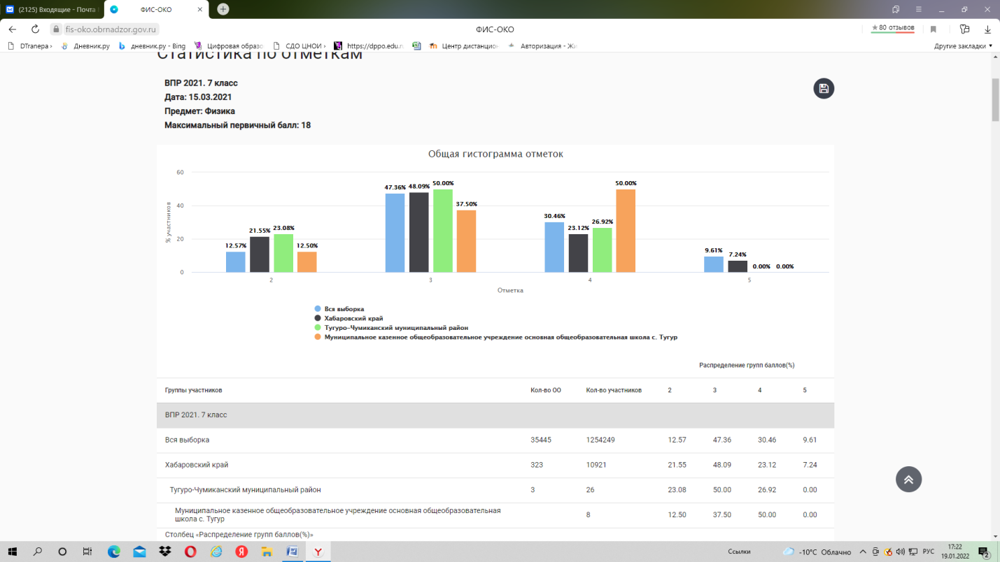 (2125) Входящие - Почта
ФИС-ОКО
fis-oko.obrnadzor.gov.ru
ФИС-ОКО
★ 80 отзывов
DTraпера ›
Дневник.ру
дневник.ру - Bing
Цифровая образо
СДО ЦНОИ ›
https://dppo.edu.ru
Центр дистанцион
Авторизация - Жи
Другие закладки
Статистика по отметкам
ВПР 2021. 7 класс
Дата: 15.03.2021
Предмет: Физика
Максимальный первичный балл: 18
Общая гистограмма отметок
% участников
60
40
20
0
12.57%
21.55%
23.08%
12.50%
47.36%
48.09%
50.00%
37.50%
30.46%
23.12%
26.92%
50.00%
9.61%
7.24%
0.00%
0.00%
2
3
4
5
Отметка
Вся выборка
Хабаровский край
Тугуро-Чумиканский муниципальный район
Муниципальное казенное общеобразовательное учреждение основная общеобразовательная школа с. Тугур
Распределение групп баллов(%)
Группы участников Кол-во ОО Кол-во участников 2 3 4 5
ВПР 2021. 7 класс
Вся выборка 35445 1254249 12.57 47.36 30.46 9.61
Хабаровский край 323 10921 21.55 48.09 23.12 7.24
Тугуро-Чумиканский муниципальный район 3 26 23.08 50.00 26.92 0.00
Муниципальное казенное общеобразовательное учреждение основная общеобразовательная
школа с. Тугур 8 12.50 37.50 50.00 0.00
Столбец «Распределение групп баллов(%)»
Ссылки
-10°C Облачно
РУС
17:22
19.01.2022
2